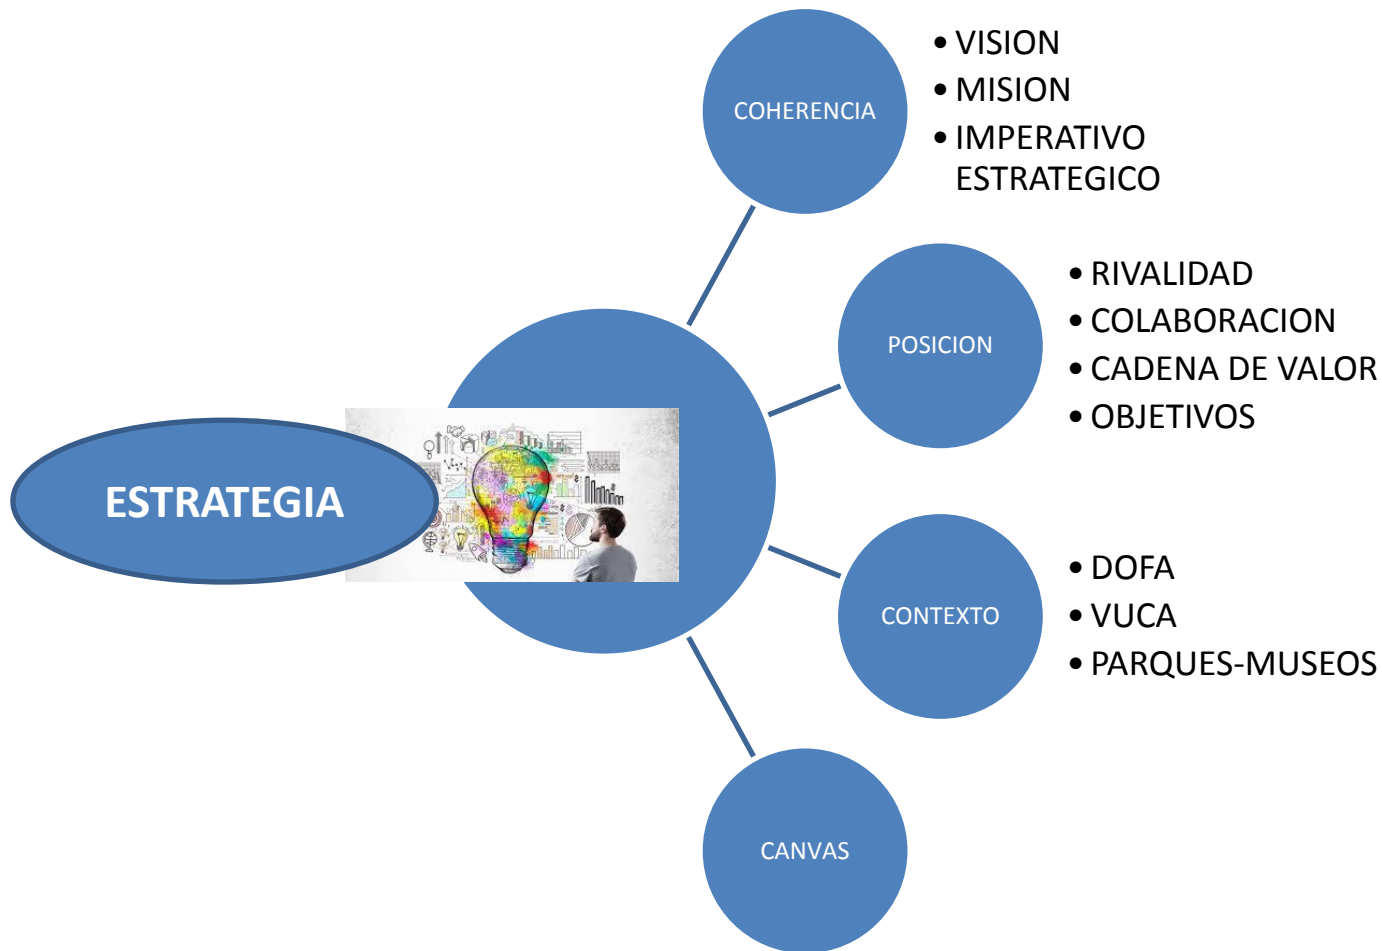 COHERENCIA
• VISION
• MISION
• IMPERATIVO
ESTRATEGICO
POSICION
• RIVALIDAD
• COLABORACION
• CADENA DE VALOR
• OBJETIVOS
ESTRATEGIA
CONTEXTO
• DOFA
• VUCA
• PARQUES-MUSEOS
CANVAS